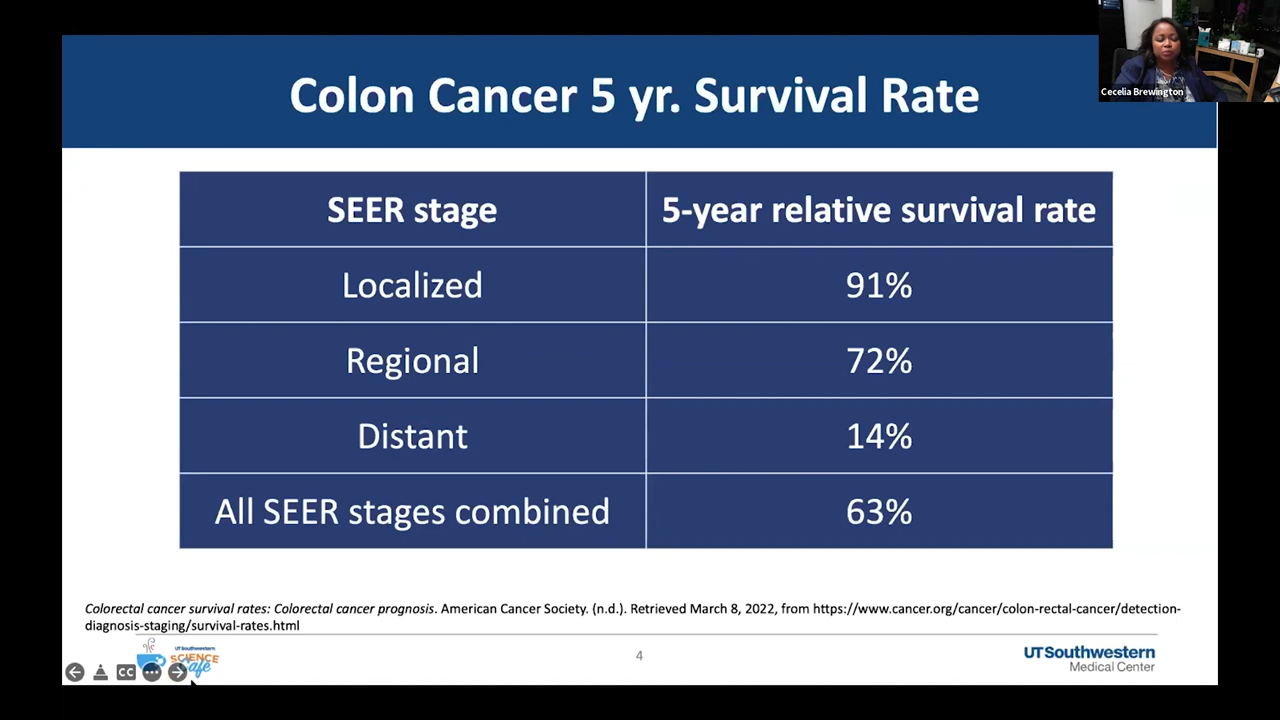 Colon Cancer 5 yr. Survival Rate
Cecelia Brewington
SEER stage
5-year relative survival rate
Localized
91%
Regional
72%
Distant
14%
All SEER stages combined
63%
Colorectal cancer survival rates: Colorectal cancer prognosis. American Cancer Society. (n.d.). Retrieved March 8, 2022, from https://www.cancer.org/cancer/colon-rectal-cancer/detection-
diagnosis-staging/survival-rates.html
UT Southwestern
SCIENCE
Cafe
CC
4
UTSouthwestern
Medical Center